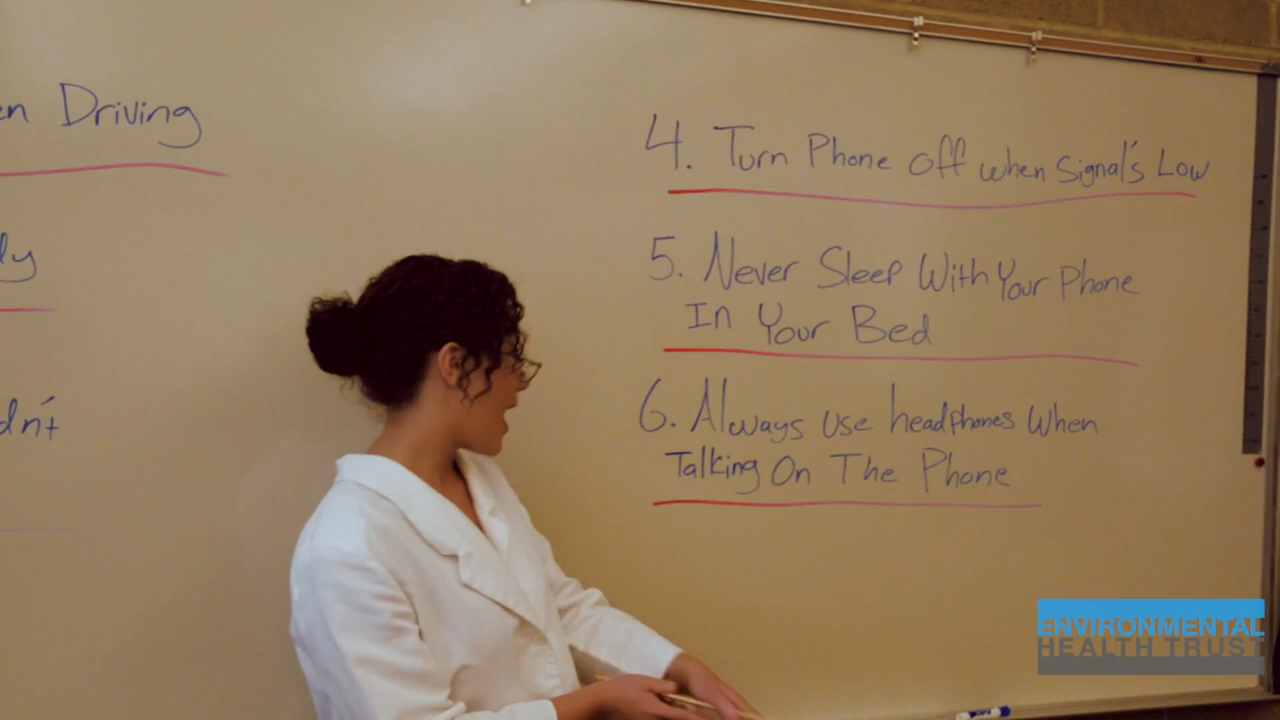 en Driving
ly
dn't
4. Turn Phone Off when Signal's Low
5. Never Sleep With Your Phone
In Your Bed
6. Always Use headphones When
Talking On The Phone
ENVIRONMENTAL
HEALTH TRUST